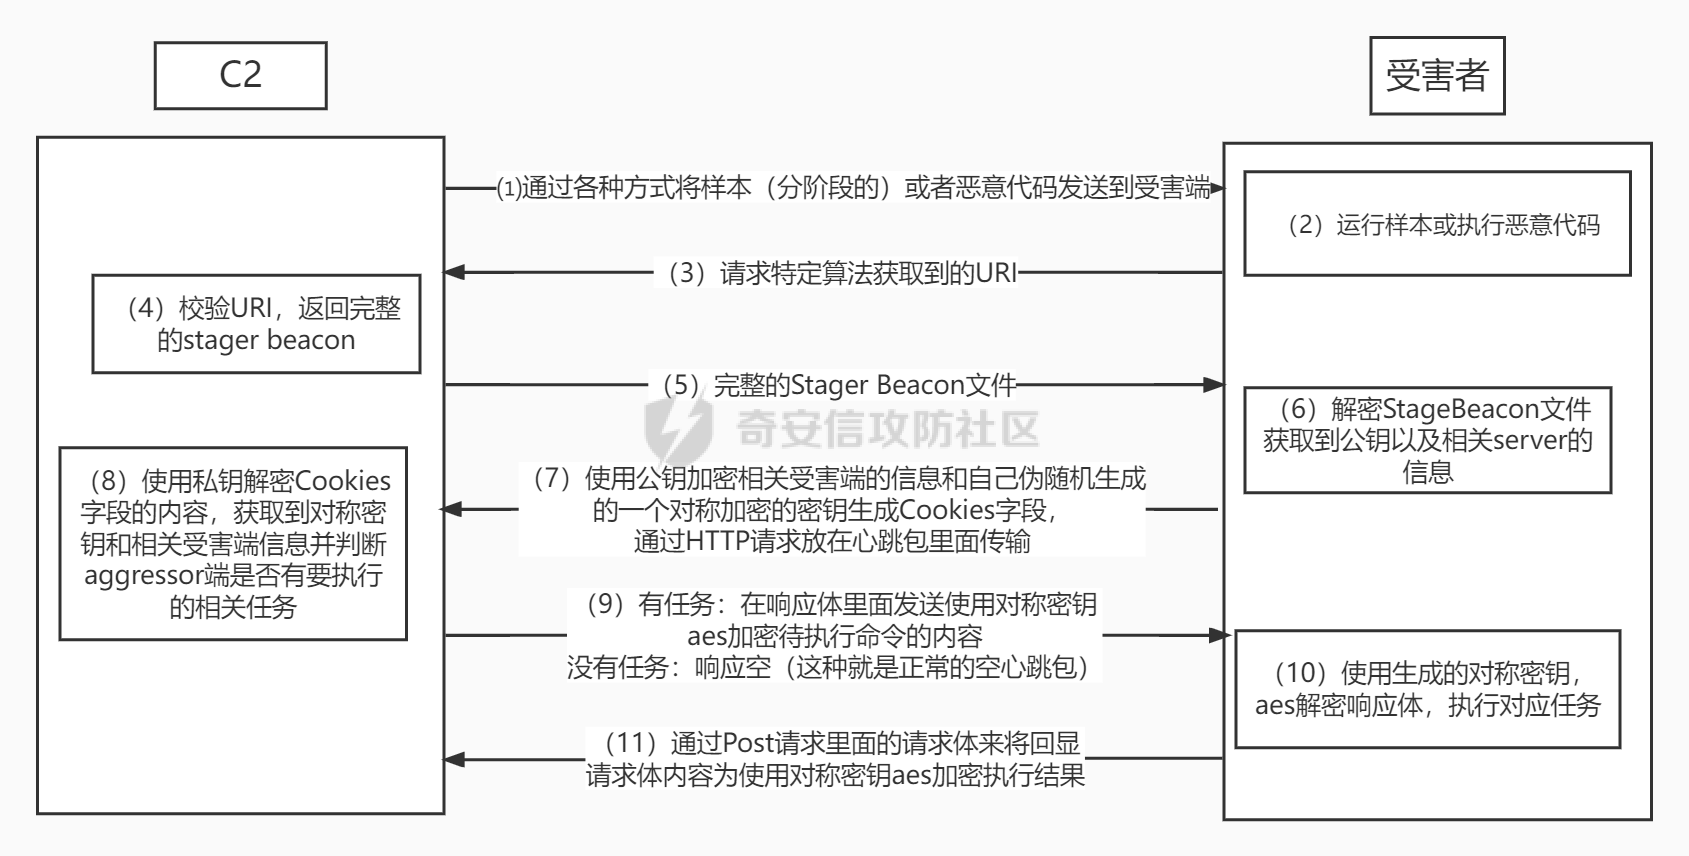 C2
受害者
⑴通过各种方式将样本（分阶段的）或者恶意代码发送到受害端
（2）运行样本或执行恶意代码
（3）请求特定算法获取到的URI
（4）校验URI，返回完整
的stager beacon
（5）完整的Stager Beacon文件
奇安信攻防社区
（6）解密StageBeacon文件
获取到公钥以及相关server的
信息
（7）使用公钥加密相关受害端的信息和自己伪随机生成
的一个对称加密的密钥生成Cookies字段，
通过HTTP请求放在心跳包里面传输
（8）使用私钥解密Cookies
字段的内容，获取到对称密
钥和相关受害端信息并判断
aggressor端是否有要执行
的相关任务
（9）有任务：在响应体里面发送使用对称密钥
aes加密待执行命令的内容
没有任务：响应空（这种就是正常的空心跳包）
（10）使用生成的对称密钥，
aes解密响应体，执行对应任务
（11）通过Post请求里面的请求体来将回显
请求体内容为使用对称密钥aes加密执行结果